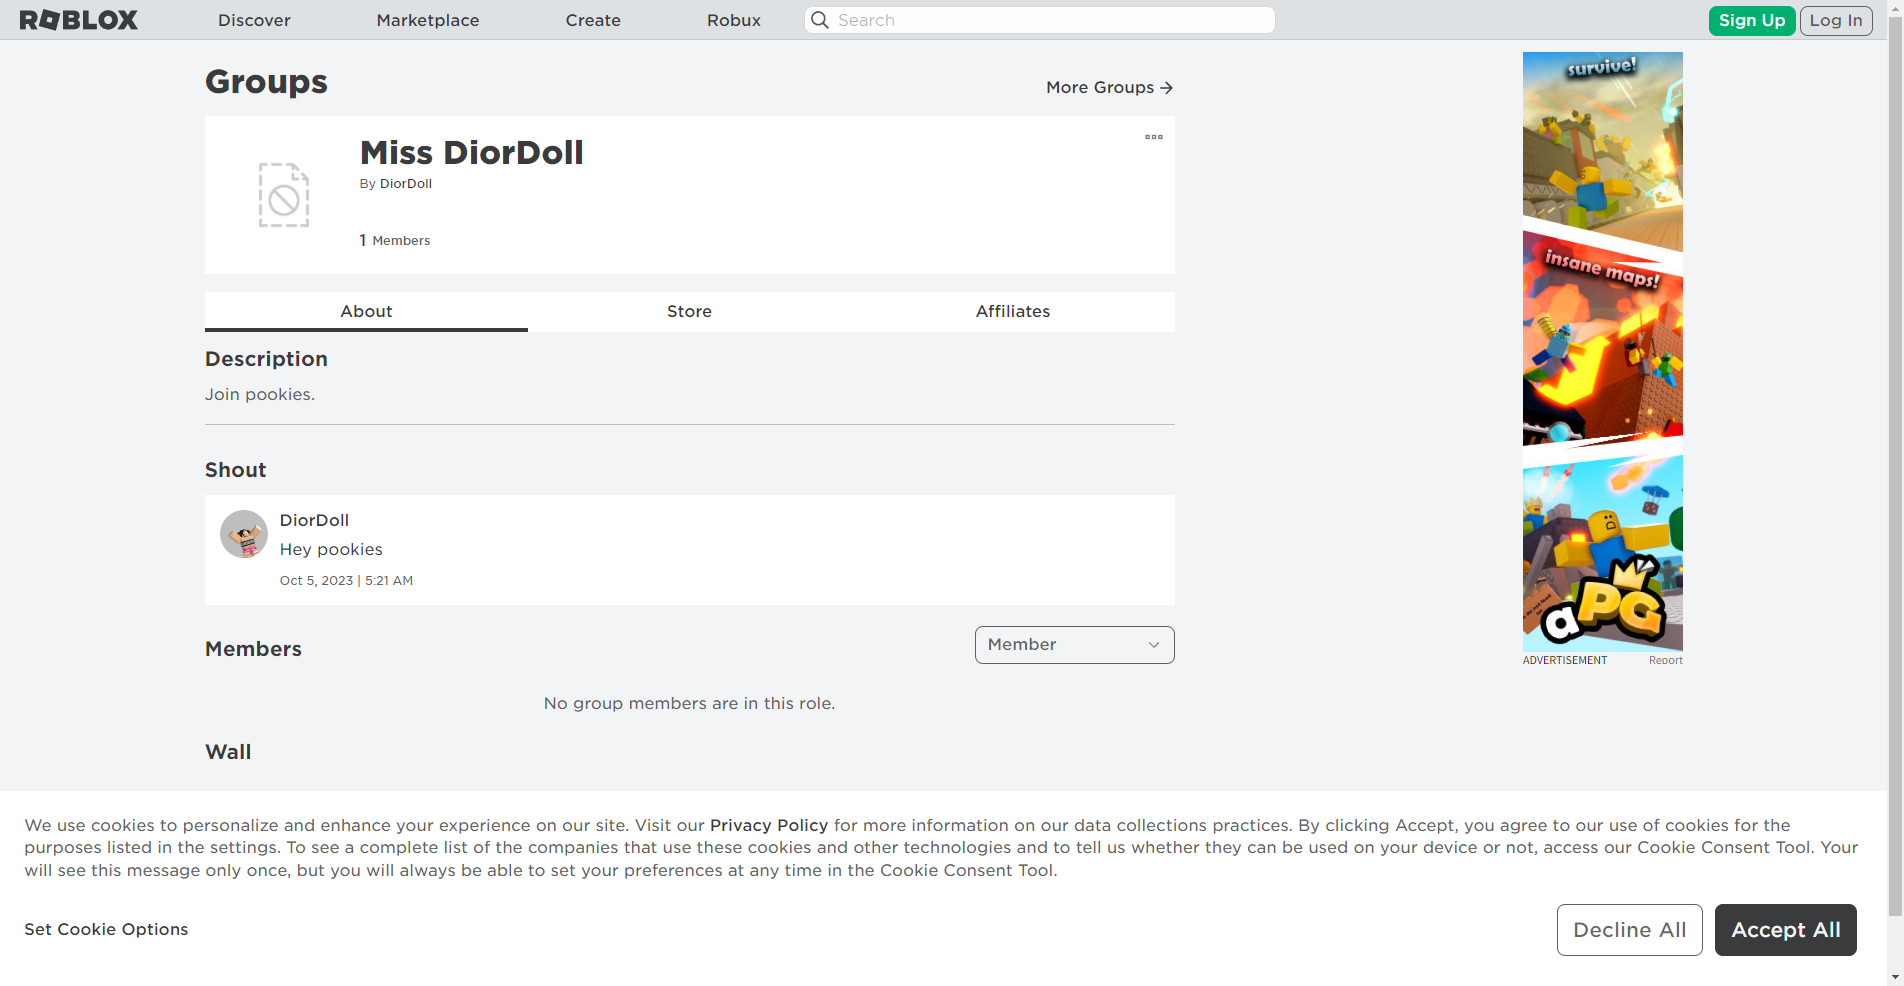 ROBLOX
Discover
Marketplace
Create
Robux
Search
Sign Up
Log In
Groups
More Groups →
Miss DiorDoll
By DiorDoll
1 Members
About
Store
Affiliates
Description
Join pookies.
Shout
DiorDoll
Hey pookies
Oct 5, 2023 | 5:21 AM
Members
Member
No group members are in this role.
Wall
survive!
insane maps!
aPG
ADVERTISEMENT
Report
We use cookies to personalize and enhance your experience on our site. Visit our Privacy Policy for more information on our data collections practices. By clicking Accept, you agree to our use of cookies for the
purposes listed in the settings. To see a complete list of the companies that use these cookies and other technologies and to tell us whether they can be used on your device or not, access our Cookie Consent Tool. Your
will see this message only once, but you will always be able to set your preferences at any time in the Cookie Consent Tool.
Set Cookie Options
Decline All
Accept All